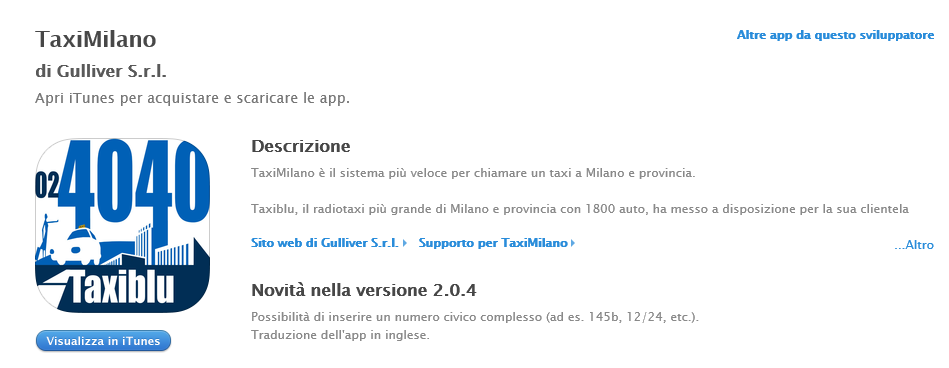 TaxiMilano
Altre app da questo sviluppatore
di Gulliver S.r.l.
Apri iTunes per acquistare e scaricare le app.
02 4040
Taxiblu
Visualizza in iTunes
Descrizione
TaxiMilano è il sistema più veloce per chiamare un taxi a Milano e provincia.
Taxiblu, il radiotaxi più grande di Milano e provincia con 1800 auto, ha messo a disposizione per la sua clientela
Sito web di Gulliver S.r.l. Supporto per TaxiMilano ...Altro
Novità nella versione 2.0.4
Possibilità di inserire un numero civico complesso (ad es. 145b, 12/24, etc.).
Traduzione dell'app in inglese.